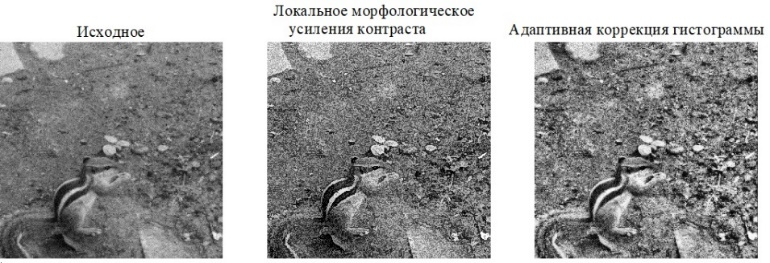 Исходное
Локальное морфологическое
усиления контраста
Адаптивная коррекция гистограммы